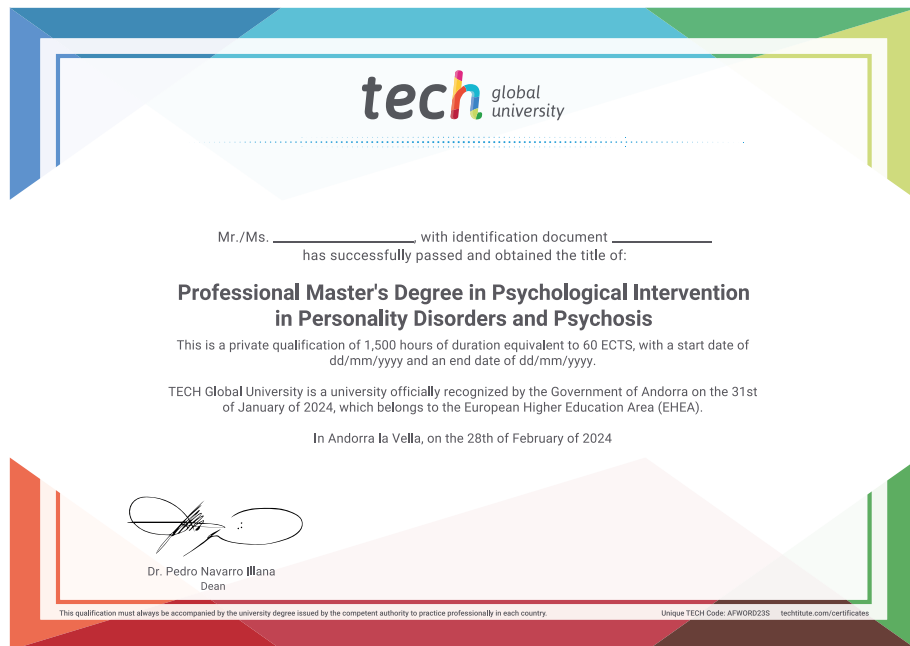 tech global
university
Mr./Ms. ____________, with identification document ____________
has successfully passed and obtained the title of:
Professional Master's Degree in Psychological Intervention
in Personality Disorders and Psychosis
This is a private qualification of 1,500 hours of duration equivalent to 60 ECTS, with a start date of
dd/mm/yyyy and an end date of dd/mm/yyyy.
TECH Global University is a university officially recognized by the Government of Andorra on the 31st
of January of 2024, which belongs to the European Higher Education Area (EHEA).
In Andorra la Vella, on the 28th of February of 2024
Dr. Pedro Navarro Illana
Dean
This qualification must always be accompanied by the university degree issued by the competent authority to practice professionally in each country.
Unique TECH Code: AFWORD23S techtitute.com/certificates